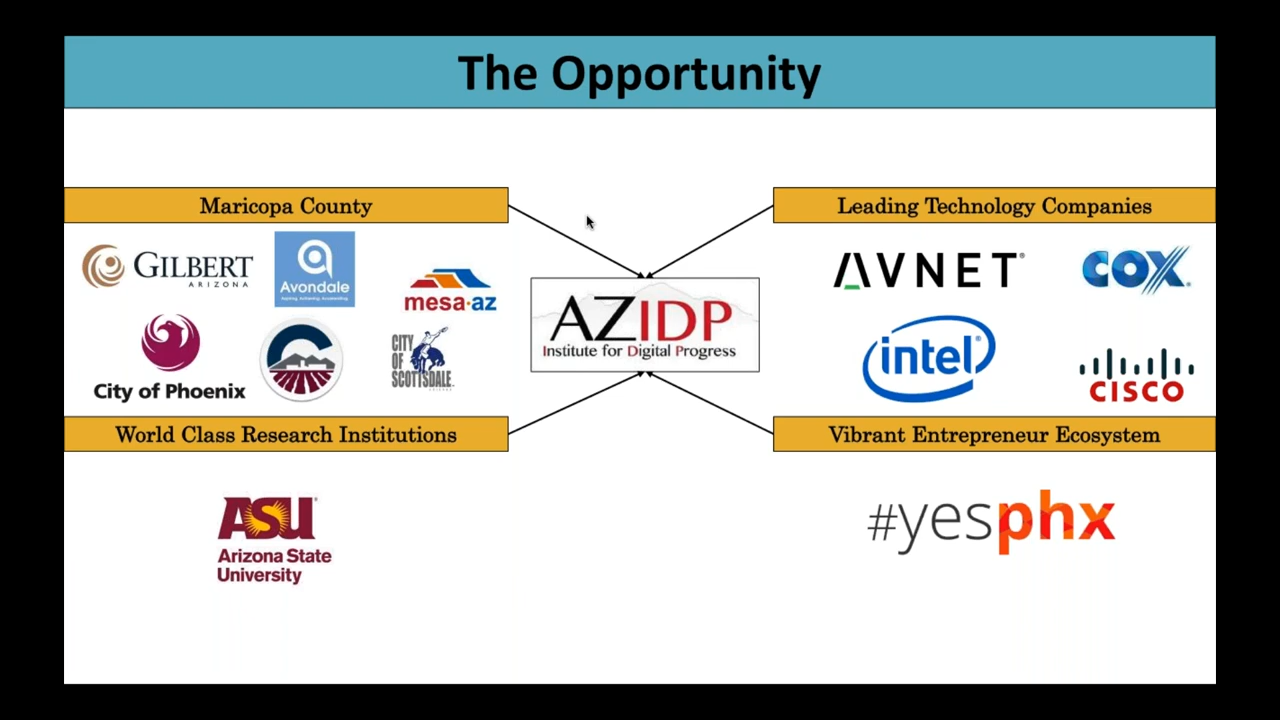 The Opportunity
Maricopa County
GILBERT
ARIZONA
Avondale
mesa·az
City of Phoenix
CITY
OF
SCOTTSDALE
World Class Research Institutions
ASU
Arizona State
University
AZIDP
Institute for Digital Progress
Leading Technology Companies
AVNET®
COX
intel®
CISCO
Vibrant Entrepreneur Ecosystem
#yesphx